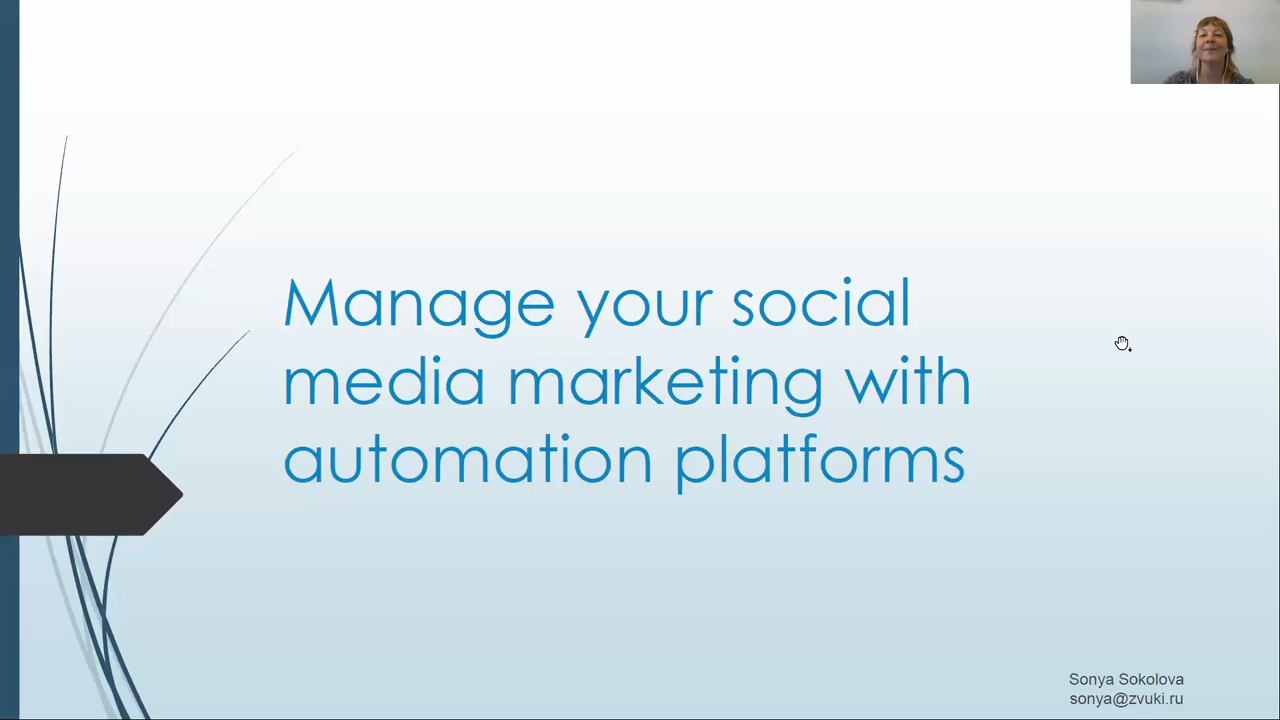 Manage your social
media marketing with
automation platforms
Sonya Sokolova
sonya@zvuki.ru